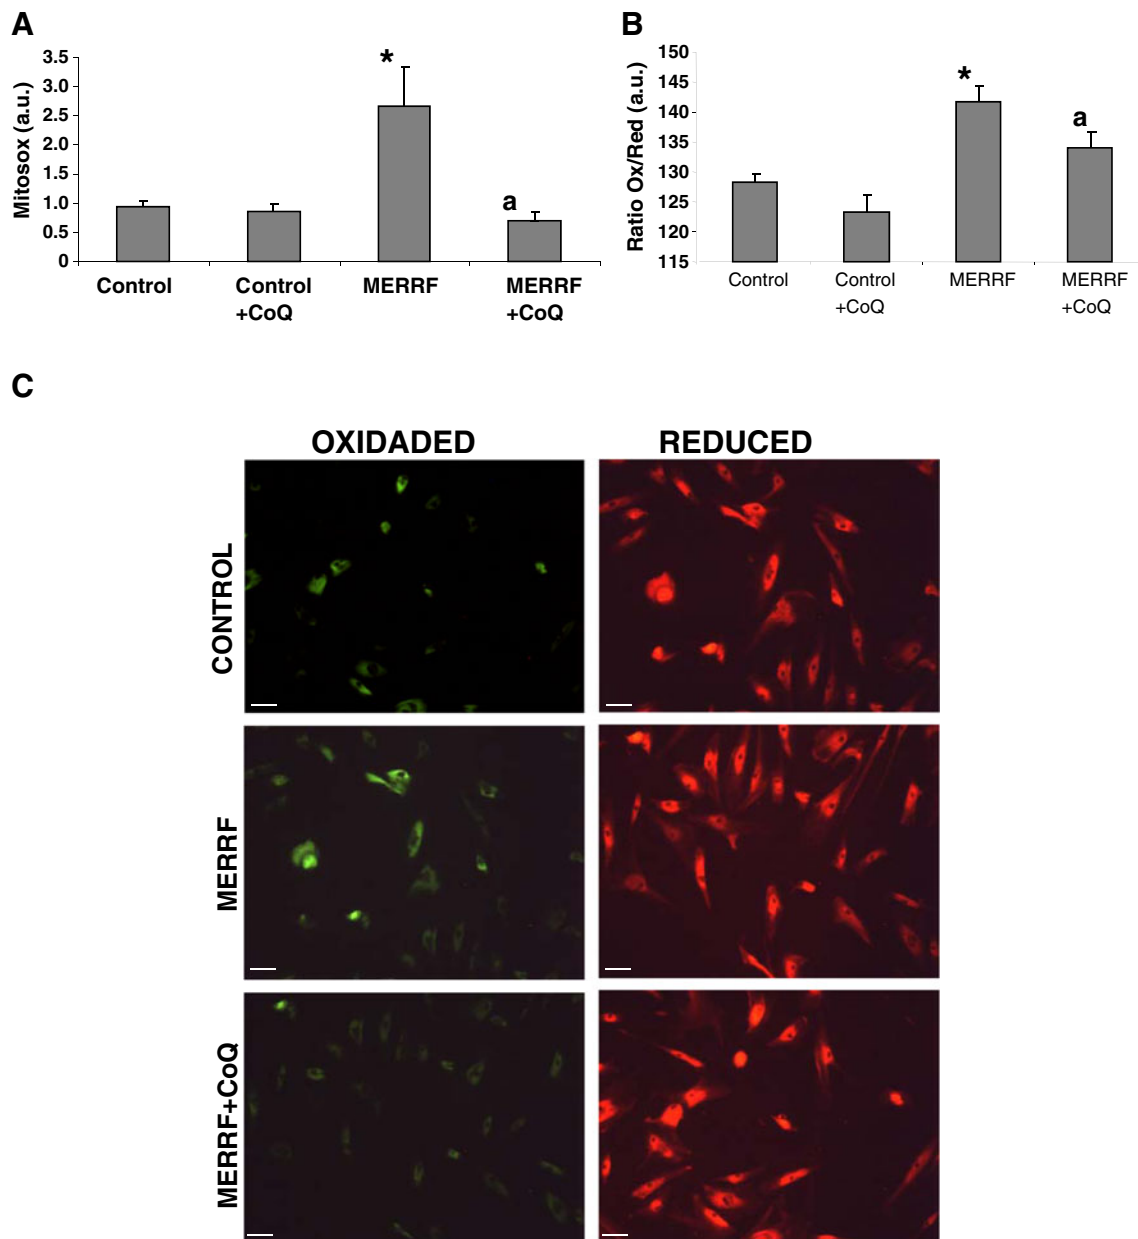 A
Mitosox (a.u.)
3.5
3.0
2.5
2.0
1.5
1.0
0.5
0
*
a
Control
Control
+CoQ
MERRF
MERRF
+CoQ
B
Ratio Ox/Red (a.u.)
150
145
140
135
130
125
120
115
*
a
Control
Control
+CoQ
MERRF
MERRF
+CoQ
C
OXIDADED
REDUCED
CONTROL
MERRF
MERRF+CoQ